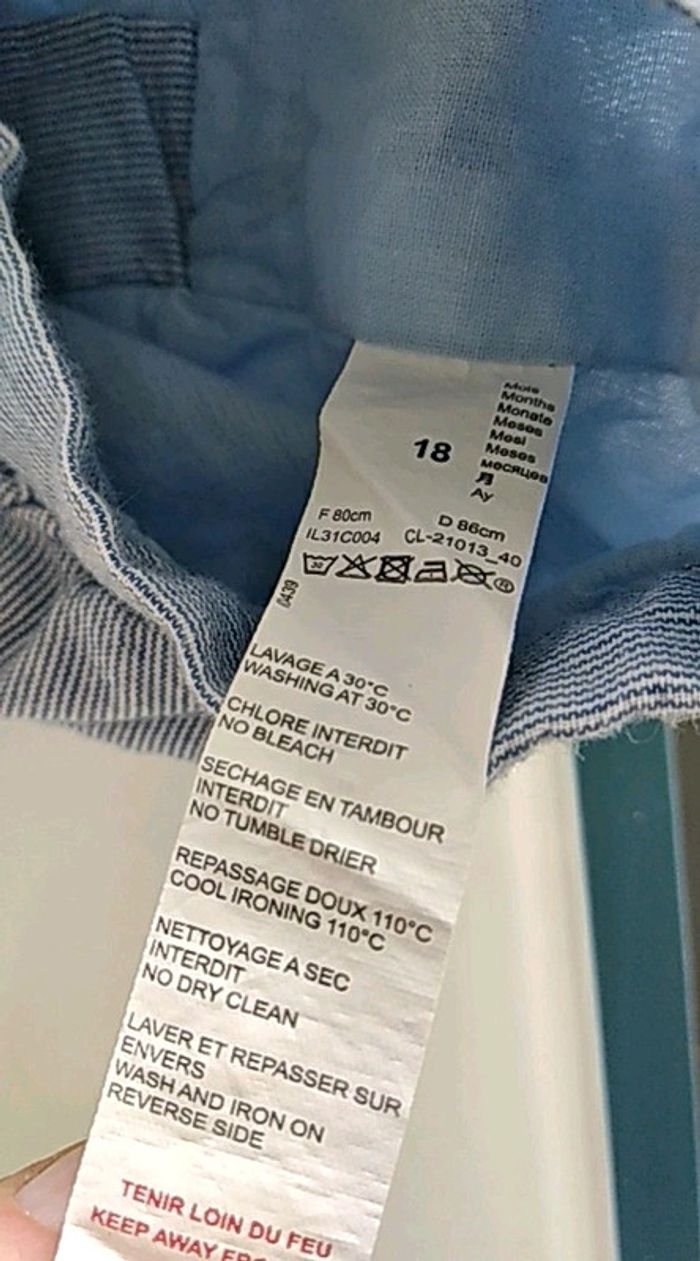 Mois
Months
Monate
Meses
Mesi
Meses
месяцев
月
Ay
18
F 80cm D 86cm
IL31C004 CL-21013_40
30
0439
LAVAGE A 30°C
WASHING AT 30°C
CHLORE INTERDIT
NO BLEACH
SECHAGE EN TAMBOUR
INTERDIT
NO TUMBLE DRIER
REPASSAGE DOUX 110°C
COOL IRONING 110°C
NETTOYAGE A SEC
INTERDIT
NO DRY CLEAN
LAVER ET REPASSER SUR
ENVERS
WASH AND IRON ON
REVERSE SIDE
TENIR LOIN DU FEU
KEEP AWAY